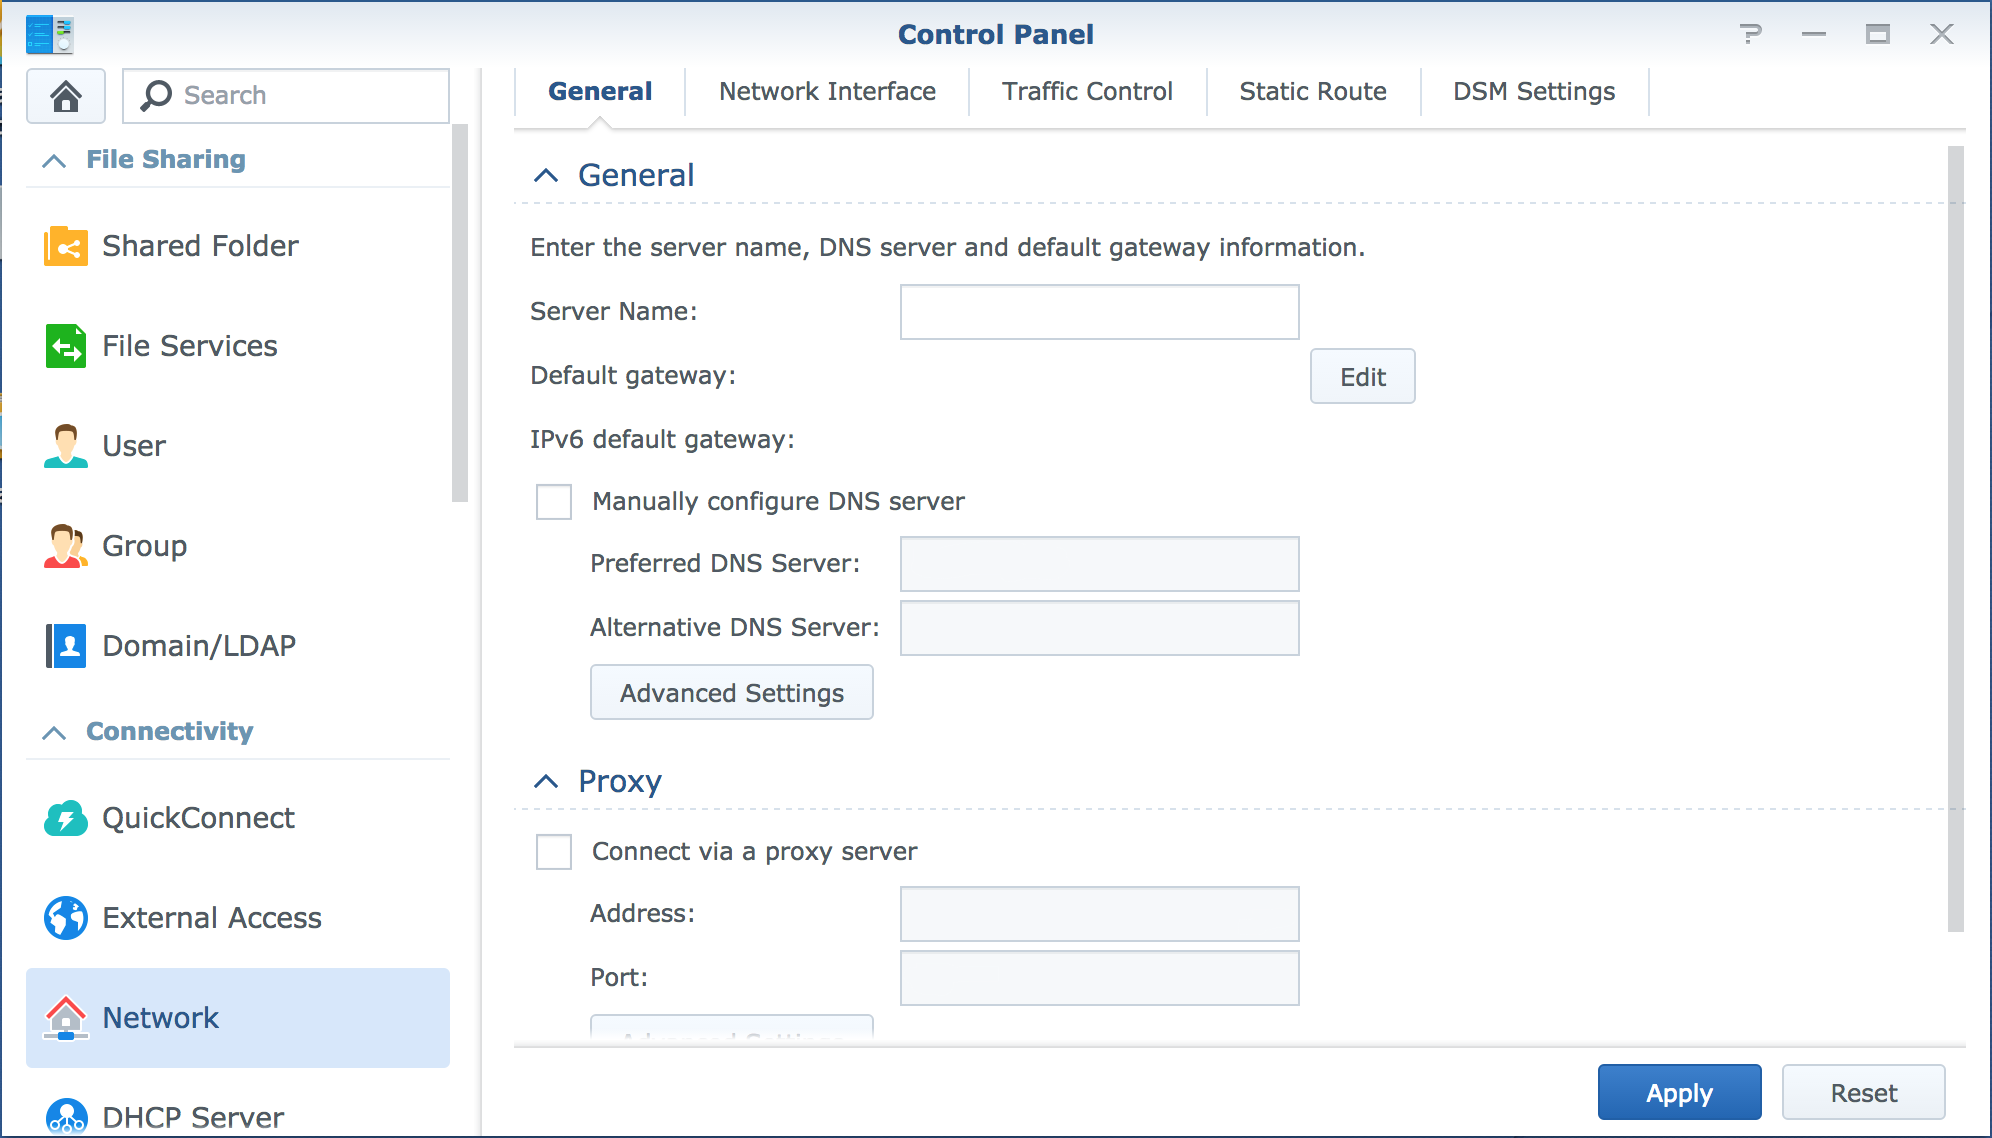 Control Panel
Search
File Sharing
Shared Folder
File Services
User
Group
Domain/LDAP
Connectivity
QuickConnect
External Access
Network
DHCP Server
General
Network Interface
Traffic Control
Static Route
DSM Settings
General
Enter the server name, DNS server and default gateway information.
Server Name:
Default gateway:
Edit
IPv6 default gateway:
Manually configure DNS server
Preferred DNS Server:
Alternative DNS Server:
Advanced Settings
Proxy
Connect via a proxy server
Address:
Port:
Advanced Settings
Apply
Reset